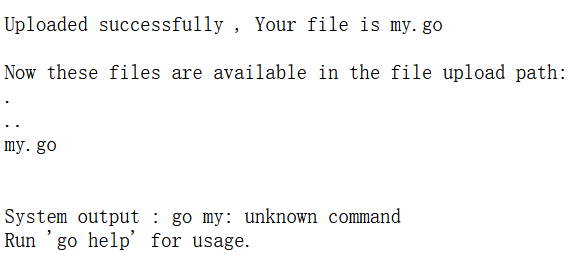 Uploaded successfully , Your file is my.go
Now these files are available in the file upload path:
.
..
my.go
System output : go my: unknown command
Run 'go help' for usage.